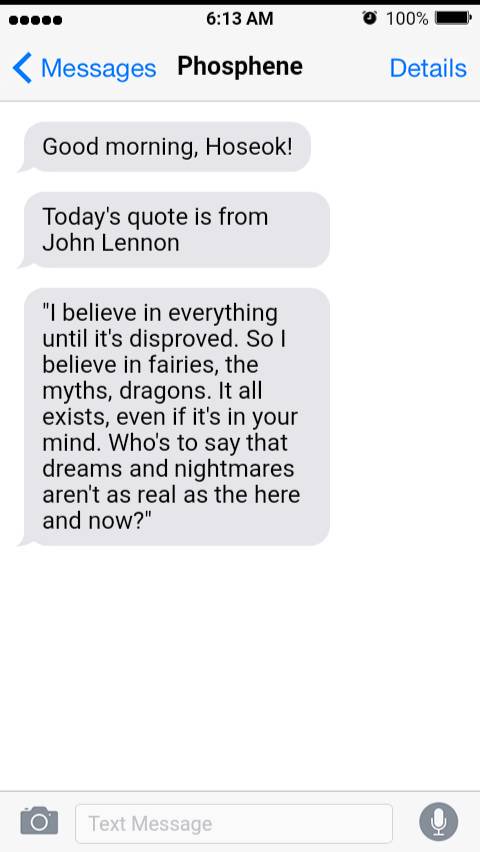 6:13 AM 100%
Messages Phosphene Details
Good morning, Hoseok!
Today's quote is from
John Lennon
"I believe in everything
until it's disproved. So I
believe in fairies, the
myths, dragons. It all
exists, even if it's in your
mind. Who's to say that
dreams and nightmares
aren't as real as the here
and now?"
Text Message